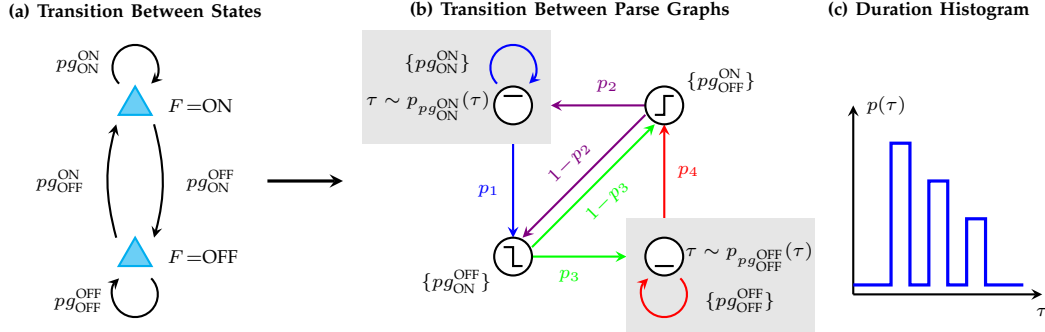 (a) Transition Between States
pg_ON^ON
F=ON
pg_OFF^ON
pg_ON^OFF
F=OFF
pg_OFF^OFF
(b) Transition Between Parse Graphs
{pg_ON^ON}
τ ∼ p_{pg_ON^ON}(τ)
p_2
{pg_OFF^ON}
1−p_2
1−p_3
p_1
p_4
{pg_ON^OFF}
p_3
τ ∼ p_{pg_OFF^OFF}(τ)
{pg_OFF^OFF}
(c) Duration Histogram
p(τ)
τ